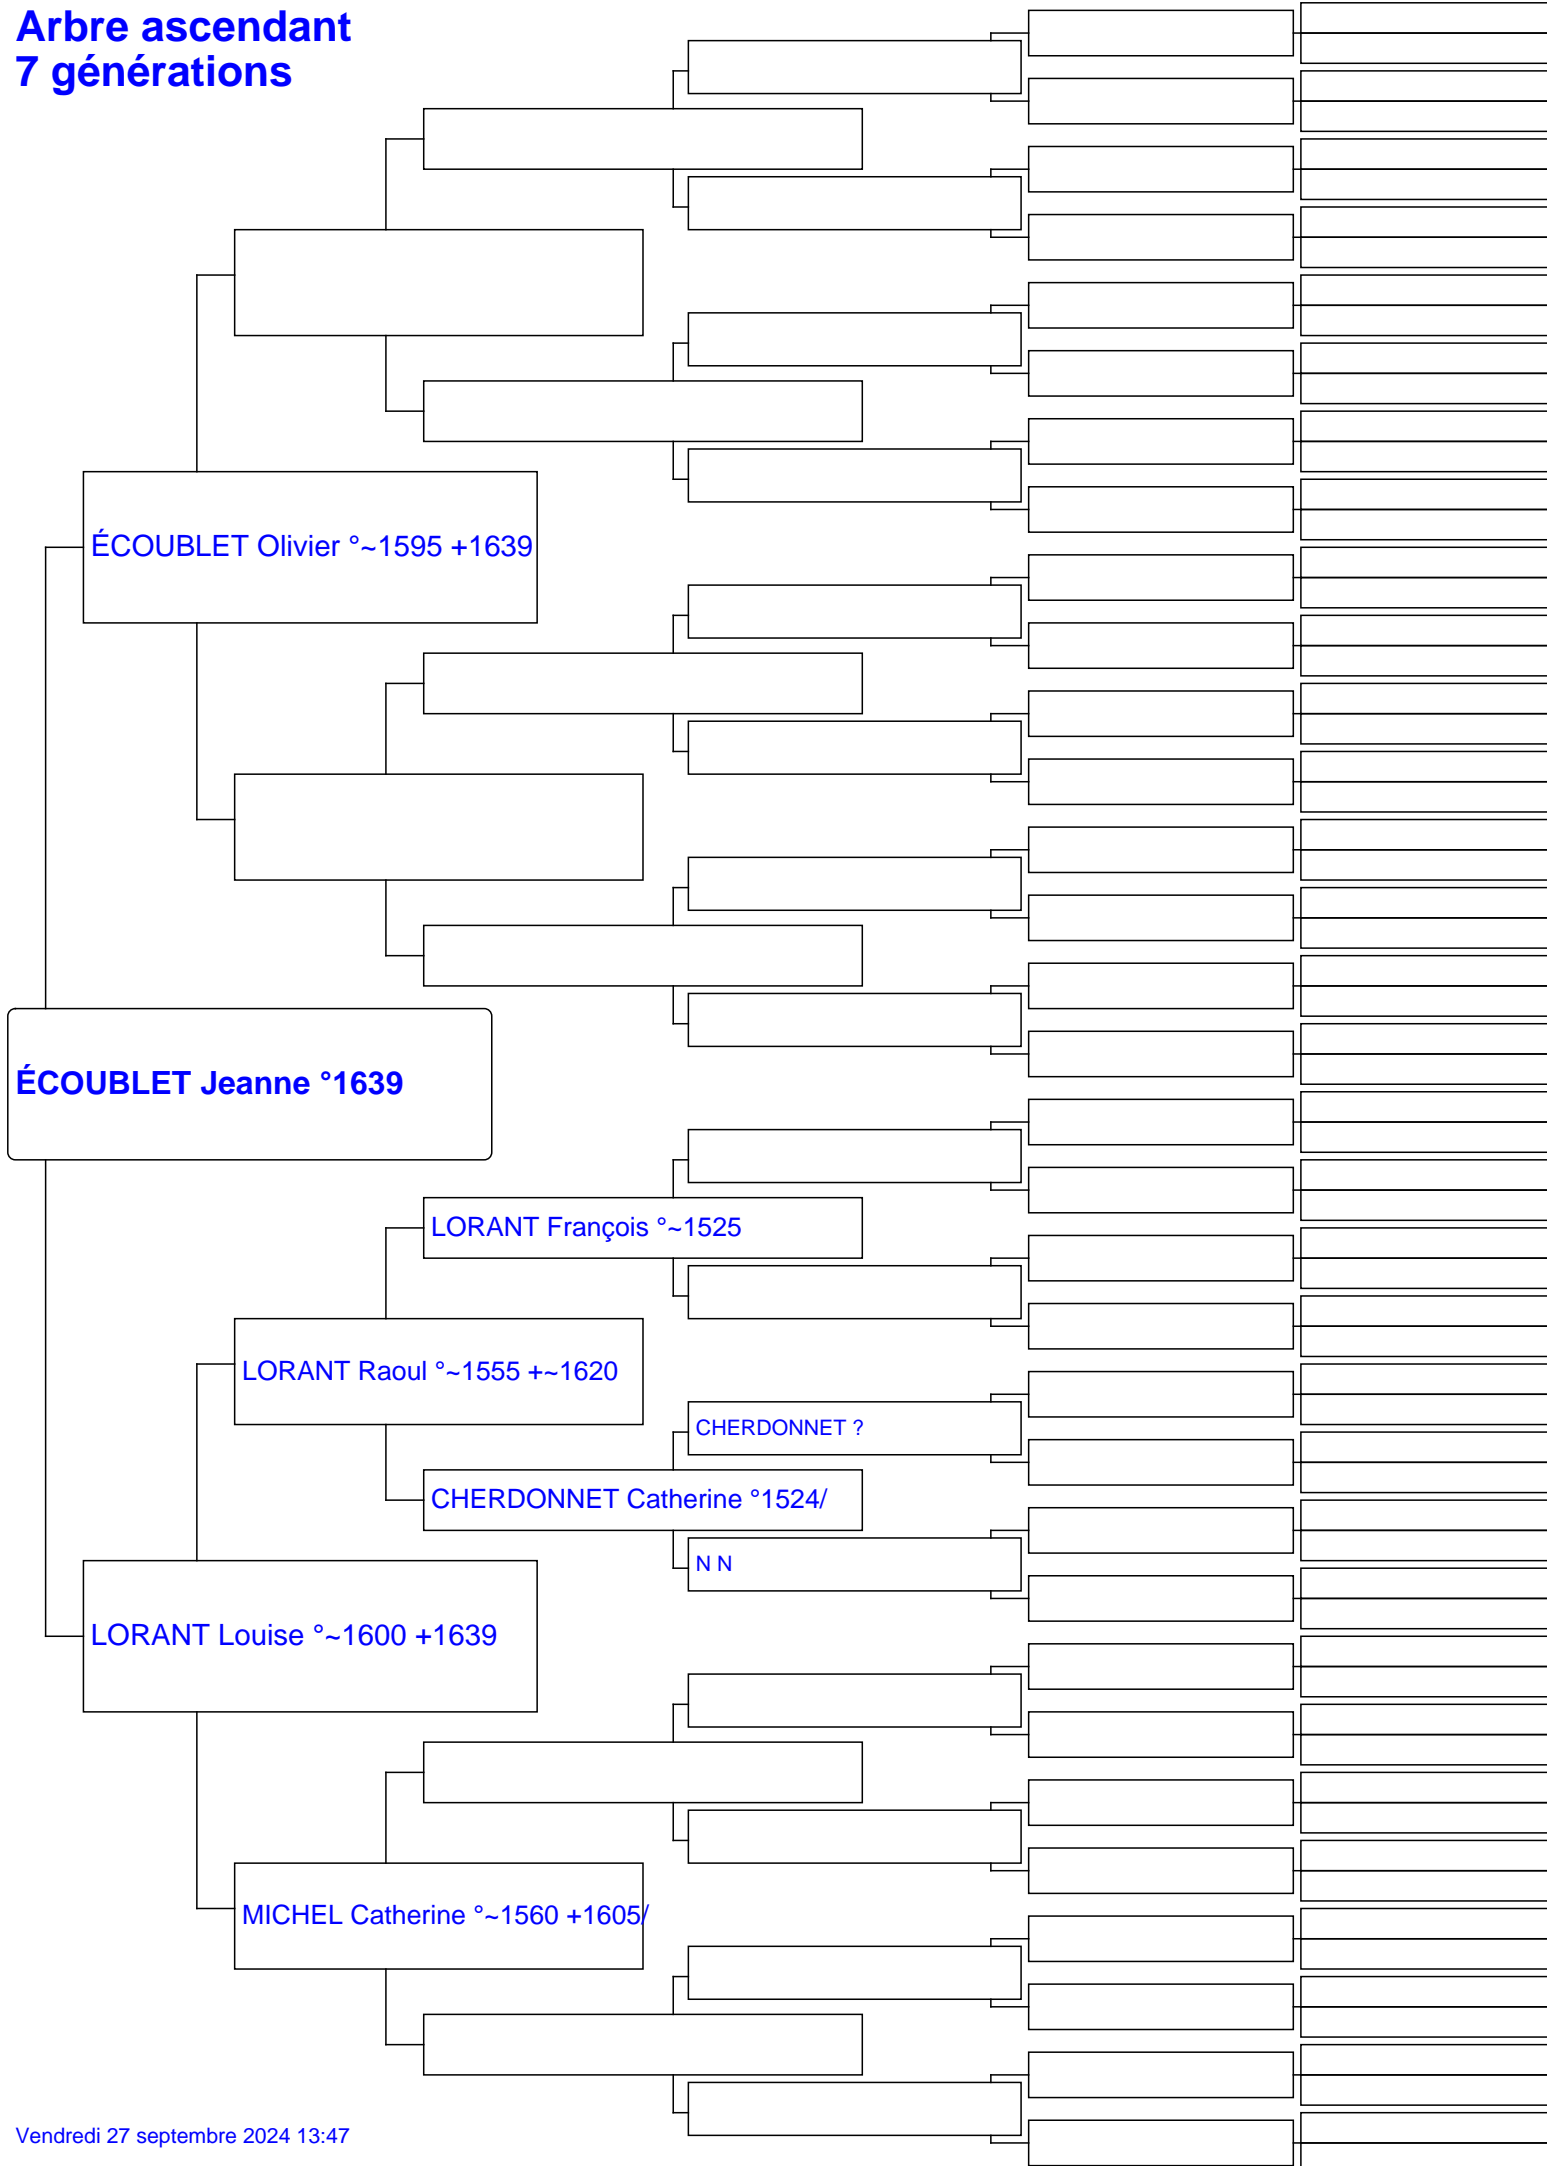 Arbre ascendant
7 générations
ÉCOUBLET Olivier °~1595 +1639
ÉCOUBLET Jeanne °1639
LORANT François °~1525
LORANT Raoul °~1555 +~1620
CHERDONNET ?
CHERDONNET Catherine °1524/
N N
LORANT Louise °~1600 +1639
MICHEL Catherine °~1560 +1605/
Vendredi 27 septembre 2024 13:47